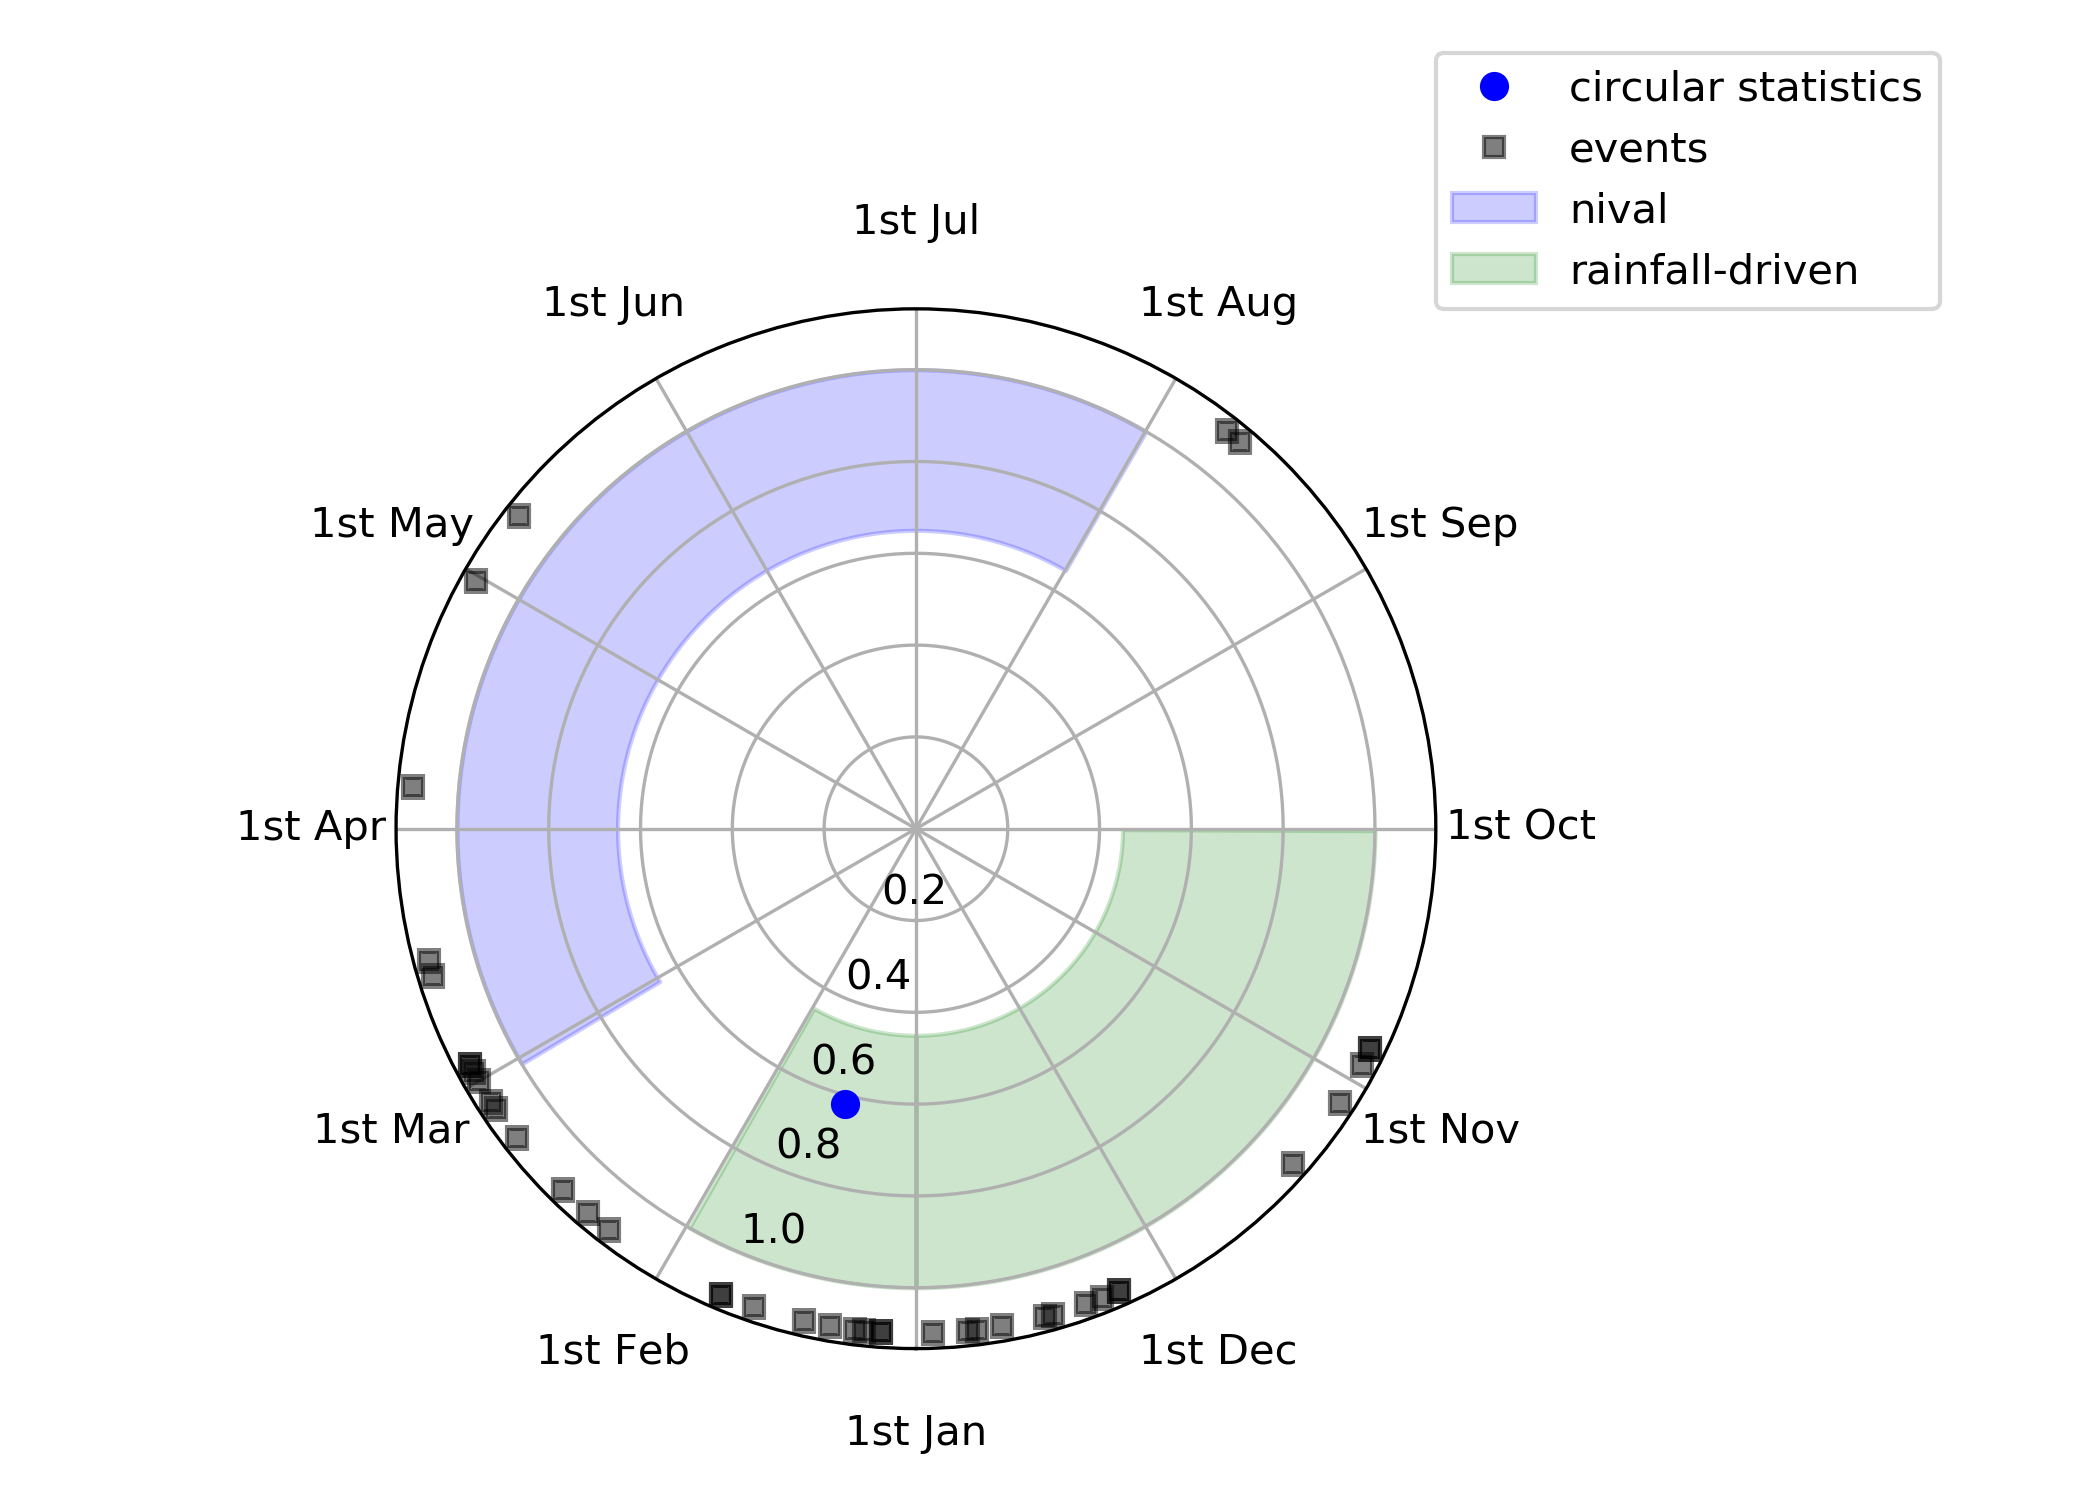 circular statistics
events
nival
rainfall-driven
1st Jul
1st Jun
1st Aug
1st May
1st Sep
1st Apr
1st Oct
0.2
0.4
0.6
0.8
1.0
1st Mar
1st Nov
1st Feb
1st Dec
1st Jan